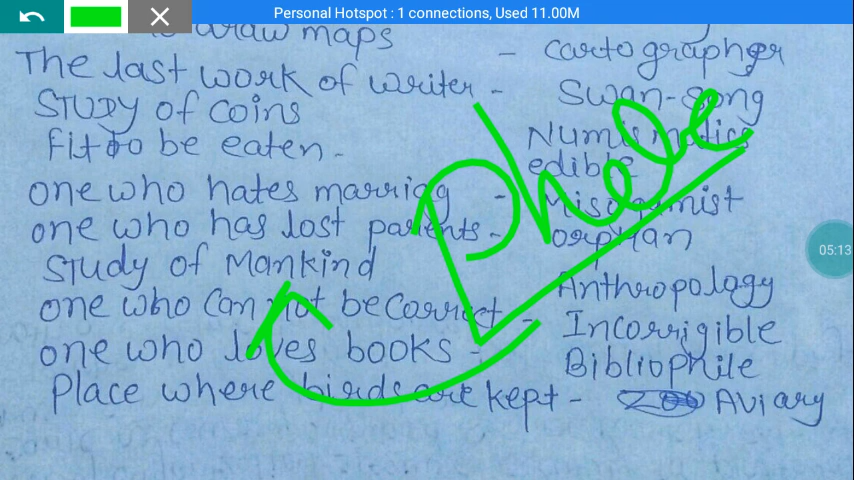 Personal Hotspot : 1 connections, Used 11.00M
draw maps - cartographer
The last work of writer - Swan-song
STUDY of coins Numismatics
fit to be eaten - edible
one who hates marriag - Misogamist
one who has lost parents - orphan
Study of Mankind Anthropology
one who Can not be Correct - Incorrigible
one who loves books - Bibliophile
Place where birds are kept - Aviary
05:13